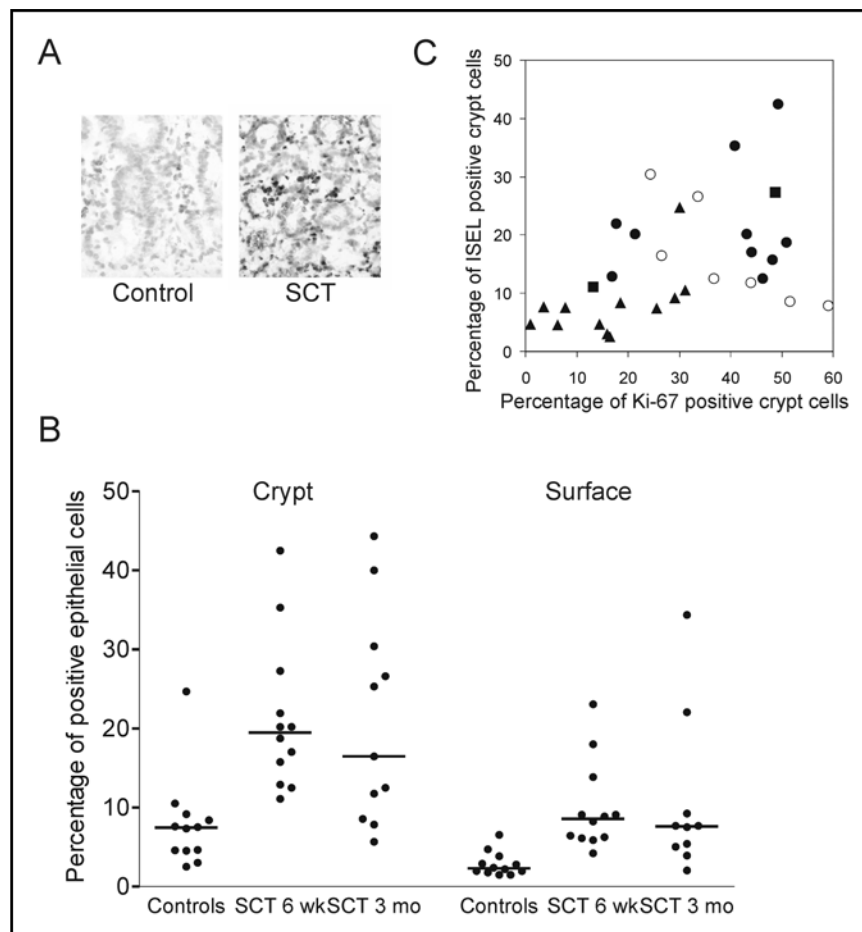 A
Control
SCT
C
Percentage of ISEL positive crypt cells
50
40
30
20
10
0
0 10 20 30 40 50 60
Percentage of Ki-67 positive crypt cells
B
Percentage of positive epithelial cells
50
40
30
20
10
0
Crypt
Surface
Controls SCT 6 wk SCT 3 mo
Controls SCT 6 wk SCT 3 mo